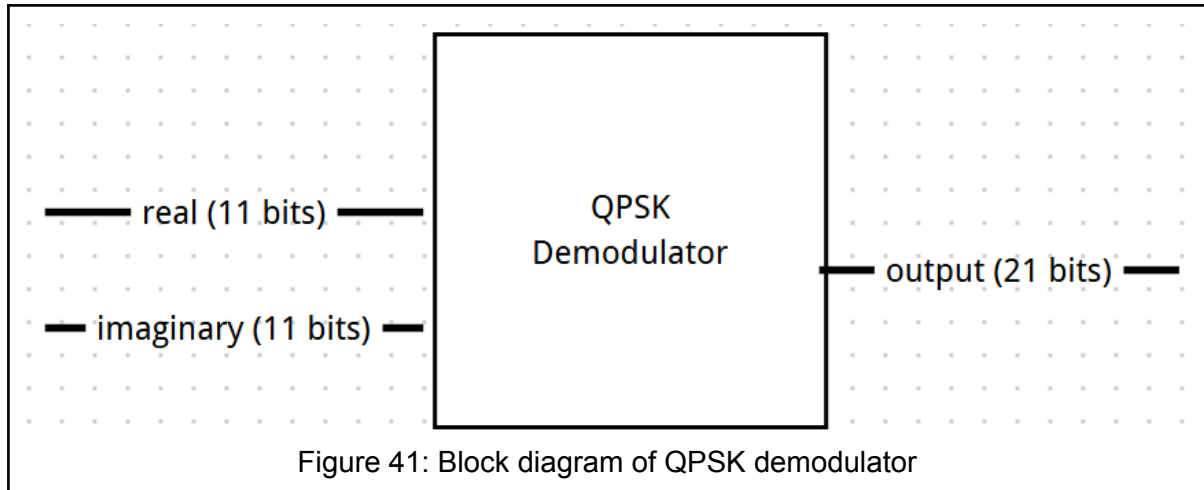 real (11 bits)
imaginary (11 bits)
QPSK
Demodulator
output (21 bits)
Figure 41: Block diagram of QPSK demodulator